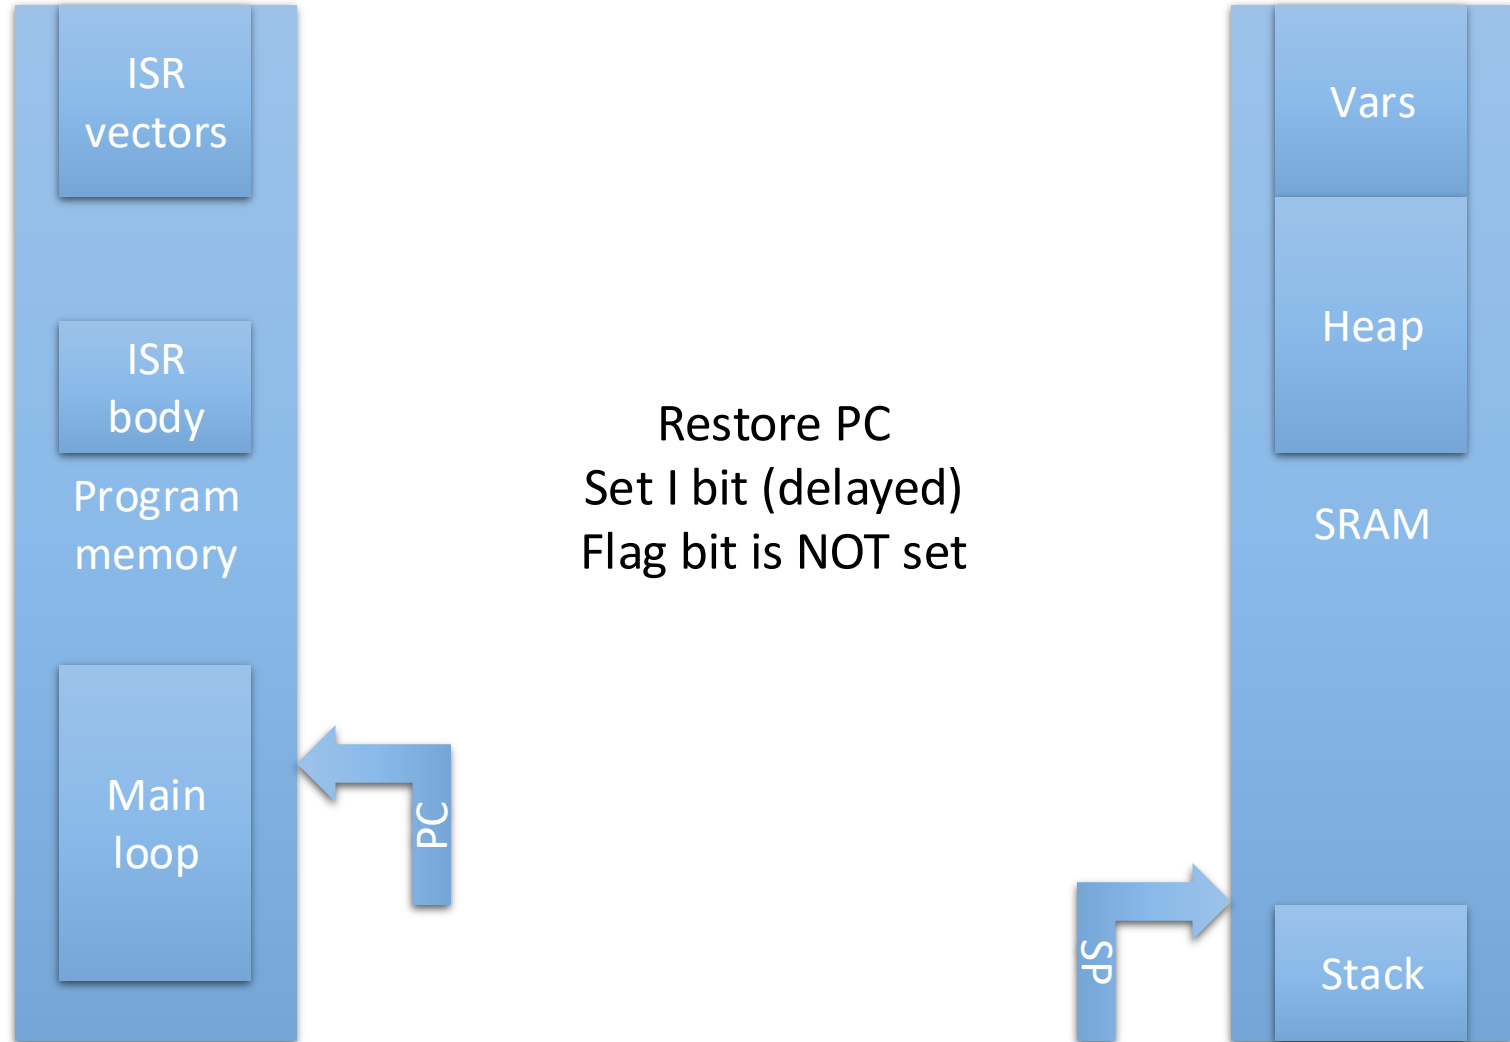 ISR
vectors
ISR
body
Program
memory
Main
loop
PC
Restore PC
Set I bit (delayed)
Flag bit is NOT set
SP
Vars
Heap
SRAM
Stack